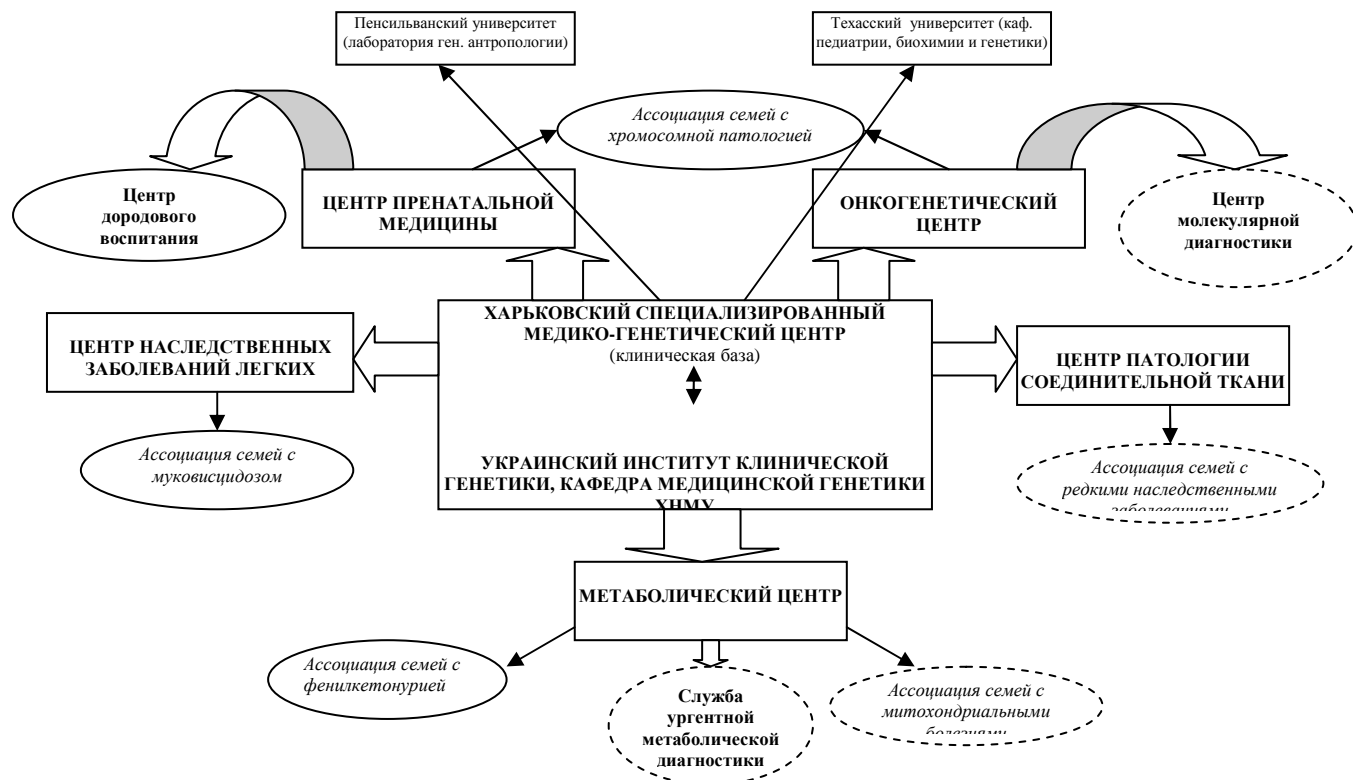 Пенсильванский университет
(лаборатория ген. антропологии)
Техасский университет (каф.
педиатрии, биохимии и генетики)
Ассоциация семей с
хромосомной патологией
Центр
дородового
воспитания
ЦЕНТР ПРЕНАТАЛЬНОЙ
МЕДИЦИНЫ
ОНКОГЕНЕТИЧЕСКИЙ
ЦЕНТР
Центр
молекулярной
диагностики
ХАРЬКОВСКИЙ СПЕЦИАЛИЗИРОВАННЫЙ
МЕДИКО-ГЕНЕТИЧЕСКИЙ ЦЕНТР
(клиническая база)
ЦЕНТР НАСЛЕДСТВЕННЫХ
ЗАБОЛЕВАНИЙ ЛЕГКИХ
ЦЕНТР ПАТОЛОГИИ
СОЕДИНИТЕЛЬНОЙ ТКАНИ
Ассоциация семей с
муковисцидозом
УКРАИНСКИЙ ИНСТИТУТ КЛИНИЧЕСКОЙ
ГЕНЕТИКИ, КАФЕДРА МЕДИЦИНСКОЙ ГЕНЕТИКИ
ХНМУ
Ассоциация семей с
редкими наследственными
заболеваниями
МЕТАБОЛИЧЕСКИЙ ЦЕНТР
Ассоциация семей с
фенилкетонурией
Служба
ургентной
метаболической
диагностики
Ассоциация семей с
митохондриальными
болезнями